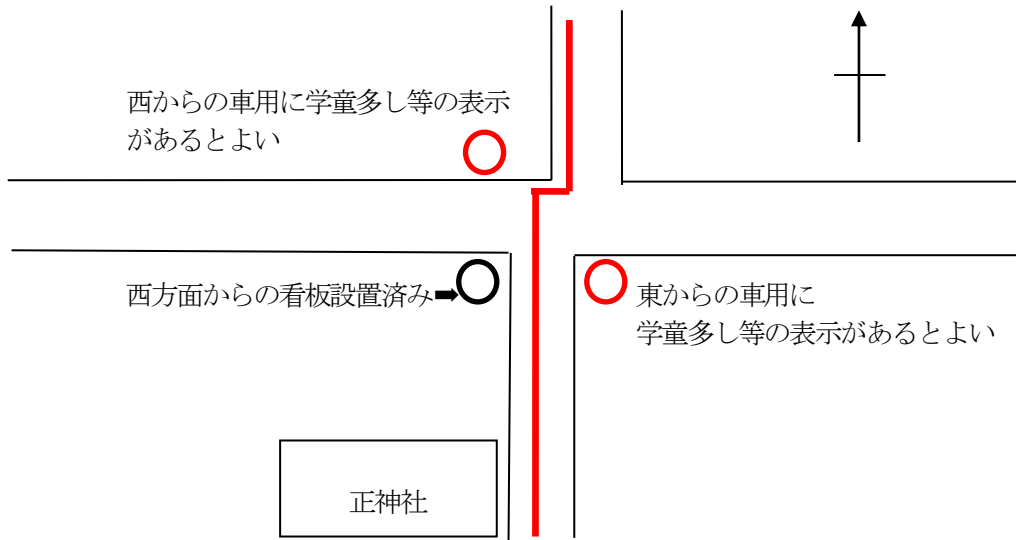 西からの車用に学童多し等の表示
があるとよい
西方面からの看板設置済み➡
東からの車用に
学童多し等の表示があるとよい
正神社